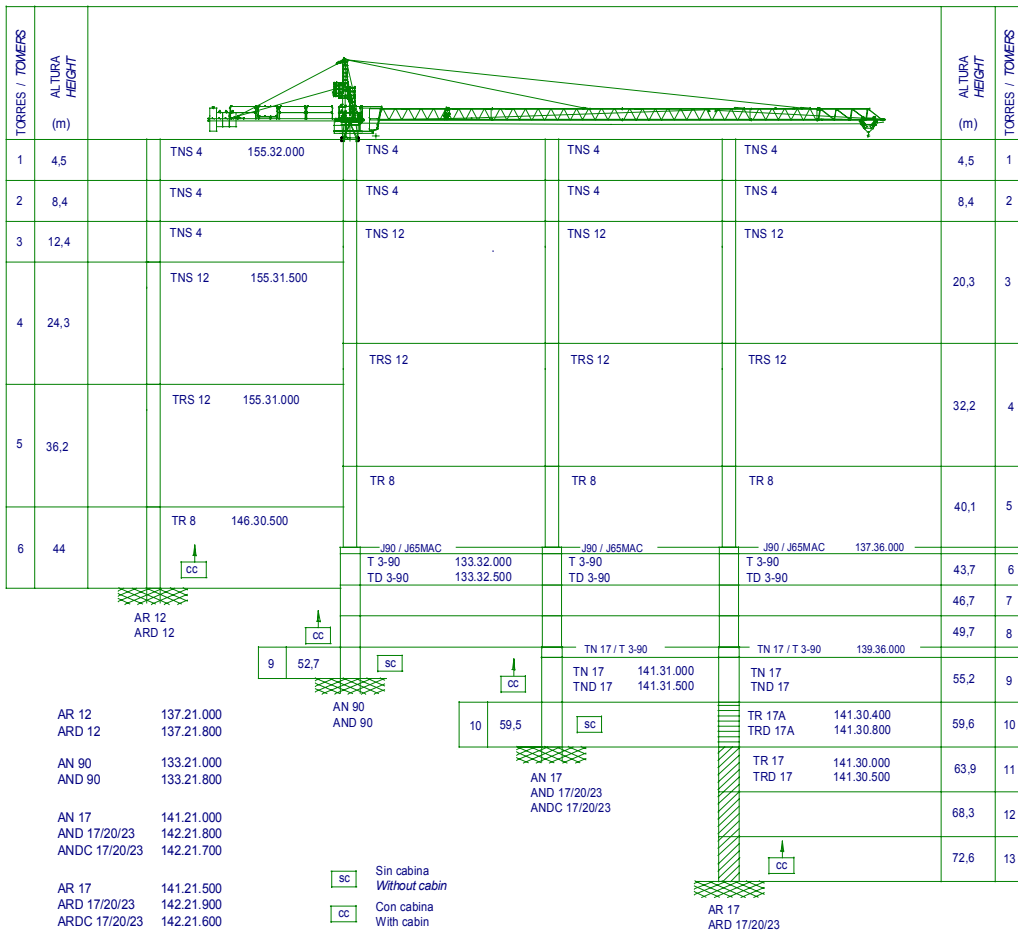 TORRES / TOWERS
ALTURA
HEIGHT
(m)
ALTURA
HEIGHT
(m)
TORRES / TOWERS
1 4,5 TNS 4 155.32.000 TNS 4 TNS 4 TNS 4 4,5 1
2 8,4 TNS 4 TNS 4 TNS 4 TNS 4 8,4 2
3 12,4 TNS 4 TNS 12 TNS 12 TNS 12
TNS 12 155.31.500 20,3 3
4 24,3
TRS 12 TRS 12 TRS 12
TRS 12 155.31.000 32,2 4
5 36,2
TR 8 TR 8 TR 8
40,1 5
TR 8 146.30.500
6 44
CC
J90 / J65MAC J90 / J65MAC J90 / J65MAC 137.36.000
T 3-90 133.32.000 T 3-90 T 3-90
TD 3-90 133.32.500 TD 3-90 TD 3-90
43,7 6
46,7 7
AR 12
ARD 12
CC
49,7 8
TN 17 / T 3-90 TN 17 / T 3-90 139.36.000
9 52,7 SC
CC
TN 17 141.31.000 TN 17
TND 17 141.31.500 TND 17
55,2 9
AN 90
AND 90
10 59,5 SC
TR 17A 141.30.400
TRD 17A 141.30.800
59,6 10
TR 17 141.30.000
TRD 17 141.30.500
63,9 11
AN 17
AND 17/20/23
ANDC 17/20/23
68,3 12
CC
72,6 13
AR 17
ARD 17/20/23
AR 12 137.21.000
ARD 12 137.21.800
AN 90 133.21.000
AND 90 133.21.800
AN 17 141.21.000
AND 17/20/23 142.21.800
ANDC 17/20/23 142.21.700
AR 17 141.21.500
ARD 17/20/23 142.21.900
ARDC 17/20/23 142.21.600
SC Sin cabina
Without cabin
CC Con cabina
With cabin